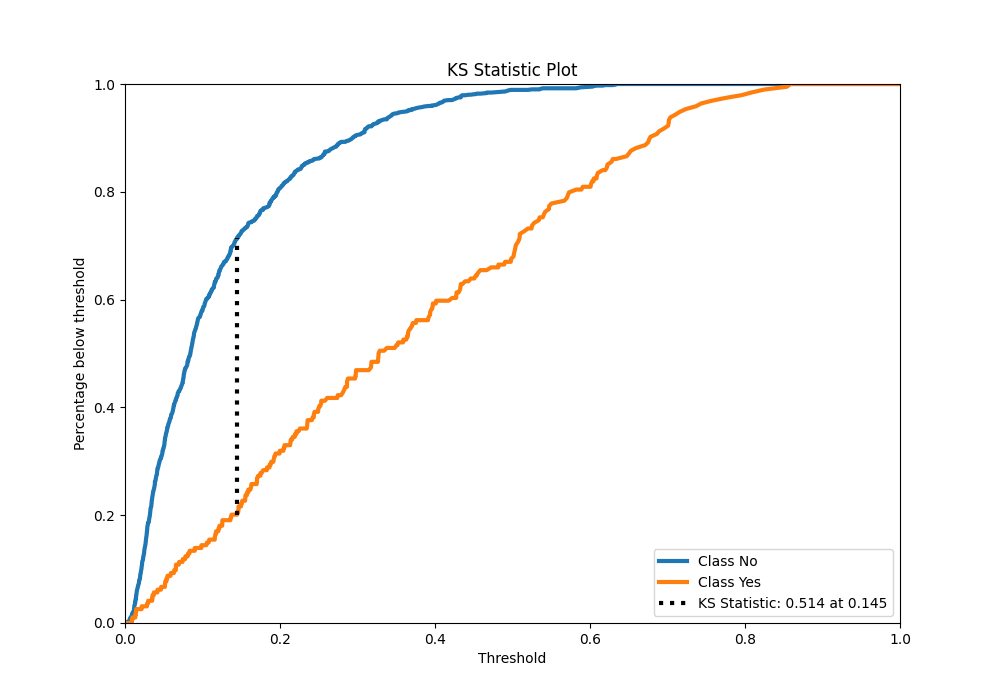 KS Statistic Plot
1.0
0.8
0.6
0.4
0.2
0.0
Percentage below threshold
0.0 0.2 0.4 0.6 0.8 1.0
Threshold
Class No
Class Yes
KS Statistic: 0.514 at 0.145